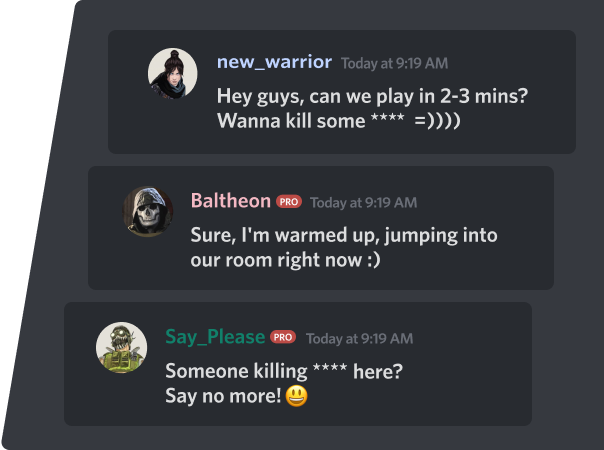 new_warrior Today at 9:19 AM
Hey guys, can we play in 2-3 mins?
Wanna kill some **** =))))
Baltheon PRO Today at 9:19 AM
Sure, I'm warmed up, jumping into
our room right now :)
Say_Please PRO Today at 9:19 AM
Someone killing **** here?
Say no more! 😃